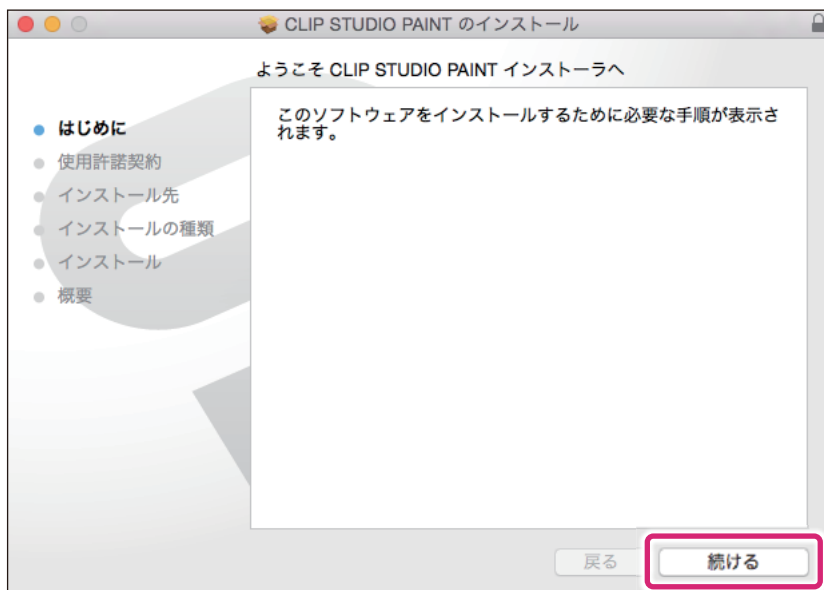 CLIP STUDIO PAINT のインストール
ようこそ CLIP STUDIO PAINT インストーラへ
はじめに
使用許諾契約
インストール先
インストールの種類
インストール
概要
このソフトウェアをインストールするために必要な手順が表示さ
れます。
戻る
続ける